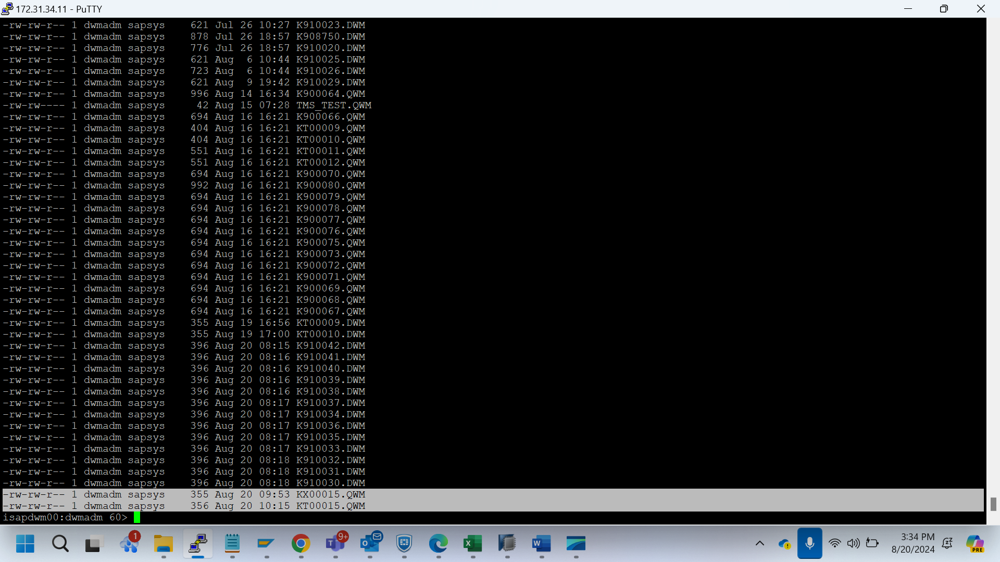 172.31.34.11 - PuTTY
-rw-rw-r-- 1 dwmadm sapsys    621 Jul 26 10:27 K910023.DWM
-rw-rw-r-- 1 dwmadm sapsys    878 Jul 26 18:57 K908750.DWM
-rw-rw-r-- 1 dwmadm sapsys    776 Jul 26 18:57 K910020.DWM
-rw-rw-r-- 1 dwmadm sapsys    621 Aug  6 10:44 K910025.DWM
-rw-rw-r-- 1 dwmadm sapsys    723 Aug  6 10:44 K910026.DWM
-rw-rw-r-- 1 dwmadm sapsys    621 Aug  9 19:42 K910029.DWM
-rw-rw-r-- 1 dwmadm sapsys    996 Aug 14 16:34 K900064.QWM
-rw-rw---- 1 dwmadm sapsys     42 Aug 15 07:28 TMS_TEST.QWM
-rw-rw-r-- 1 dwmadm sapsys    694 Aug 16 16:21 K900066.QWM
-rw-rw-r-- 1 dwmadm sapsys    404 Aug 16 16:21 KT00009.QWM
-rw-rw-r-- 1 dwmadm sapsys    404 Aug 16 16:21 KT00010.QWM
-rw-rw-r-- 1 dwmadm sapsys    551 Aug 16 16:21 KT00011.QWM
-rw-rw-r-- 1 dwmadm sapsys    551 Aug 16 16:21 KT00012.QWM
-rw-rw-r-- 1 dwmadm sapsys    694 Aug 16 16:21 K900070.QWM
-rw-rw-r-- 1 dwmadm sapsys    992 Aug 16 16:21 K900080.QWM
-rw-rw-r-- 1 dwmadm sapsys    694 Aug 16 16:21 K900079.QWM
-rw-rw-r-- 1 dwmadm sapsys    694 Aug 16 16:21 K900078.QWM
-rw-rw-r-- 1 dwmadm sapsys    694 Aug 16 16:21 K900077.QWM
-rw-rw-r-- 1 dwmadm sapsys    694 Aug 16 16:21 K900076.QWM
-rw-rw-r-- 1 dwmadm sapsys    694 Aug 16 16:21 K900075.QWM
-rw-rw-r-- 1 dwmadm sapsys    694 Aug 16 16:21 K900073.QWM
-rw-rw-r-- 1 dwmadm sapsys    694 Aug 16 16:21 K900072.QWM
-rw-rw-r-- 1 dwmadm sapsys    694 Aug 16 16:21 K900071.QWM
-rw-rw-r-- 1 dwmadm sapsys    694 Aug 16 16:21 K900069.QWM
-rw-rw-r-- 1 dwmadm sapsys    694 Aug 16 16:21 K900068.QWM
-rw-rw-r-- 1 dwmadm sapsys    694 Aug 16 16:21 K900067.QWM
-rw-rw-r-- 1 dwmadm sapsys    355 Aug 19 16:56 KT00009.DWM
-rw-rw-r-- 1 dwmadm sapsys    355 Aug 19 17:00 KT00010.DWM
-rw-rw-r-- 1 dwmadm sapsys    396 Aug 20 08:15 K910042.DWM
-rw-rw-r-- 1 dwmadm sapsys    396 Aug 20 08:16 K910041.DWM
-rw-rw-r-- 1 dwmadm sapsys    396 Aug 20 08:16 K910040.DWM
-rw-rw-r-- 1 dwmadm sapsys    396 Aug 20 08:16 K910039.DWM
-rw-rw-r-- 1 dwmadm sapsys    396 Aug 20 08:16 K910038.DWM
-rw-rw-r-- 1 dwmadm sapsys    396 Aug 20 08:17 K910037.DWM
-rw-rw-r-- 1 dwmadm sapsys    396 Aug 20 08:17 K910034.DWM
-rw-rw-r-- 1 dwmadm sapsys    396 Aug 20 08:17 K910036.DWM
-rw-rw-r-- 1 dwmadm sapsys    396 Aug 20 08:17 K910035.DWM
-rw-rw-r-- 1 dwmadm sapsys    396 Aug 20 08:17 K910033.DWM
-rw-rw-r-- 1 dwmadm sapsys    396 Aug 20 08:18 K910032.DWM
-rw-rw-r-- 1 dwmadm sapsys    396 Aug 20 08:18 K910031.DWM
-rw-rw-r-- 1 dwmadm sapsys    396 Aug 20 08:18 K910030.DWM
-rw-rw-r-- 1 dwmadm sapsys    355 Aug 20 09:53 KX00015.QWM
-rw-rw-r-- 1 dwmadm sapsys    356 Aug 20 10:15 KT00015.QWM
isapdwm00:dwmadm 60>
1
9+
3:34 PM
8/20/2024
PRE